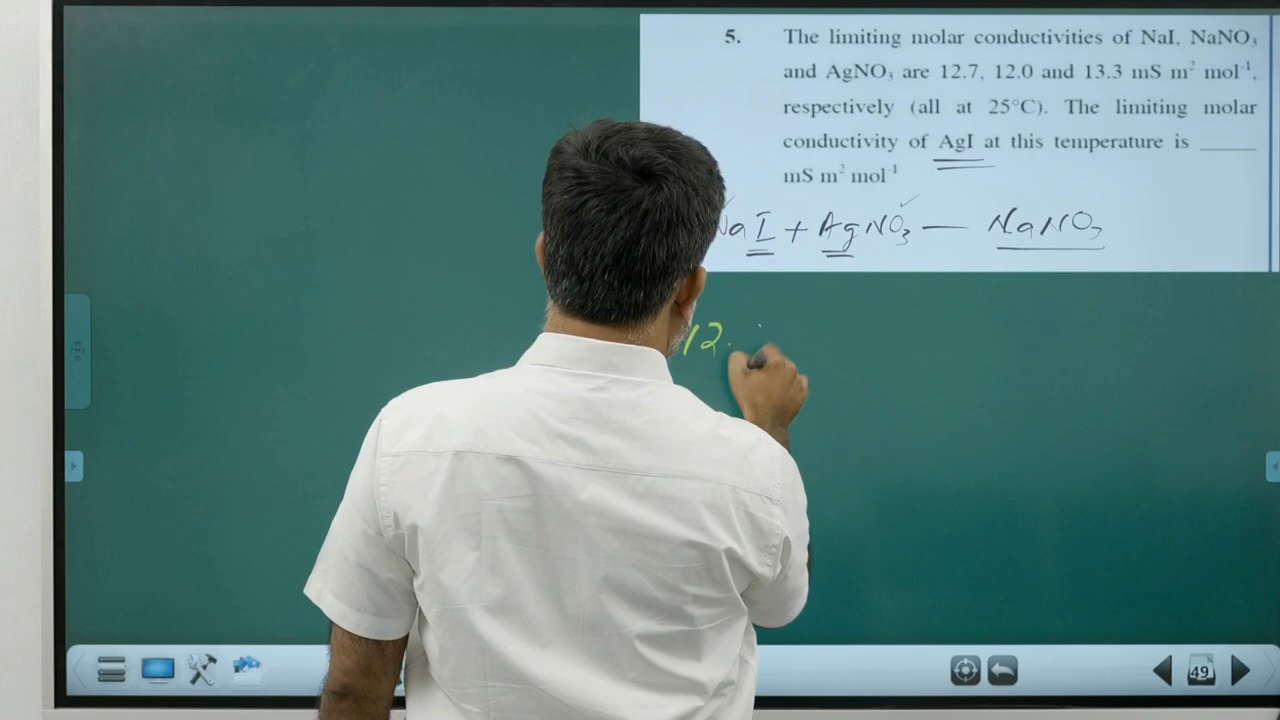 5. The limiting molar conductivities of NaI, NaNO₃
and AgNO₃ are 12.7, 12.0 and 13.3 mS m² mol⁻¹,
respectively (all at 25°C). The limiting molar
conductivity of AgI at this temperature is ______
mS m² mol⁻¹
NaI + AgNO₃ — NaNO₃
12.
49